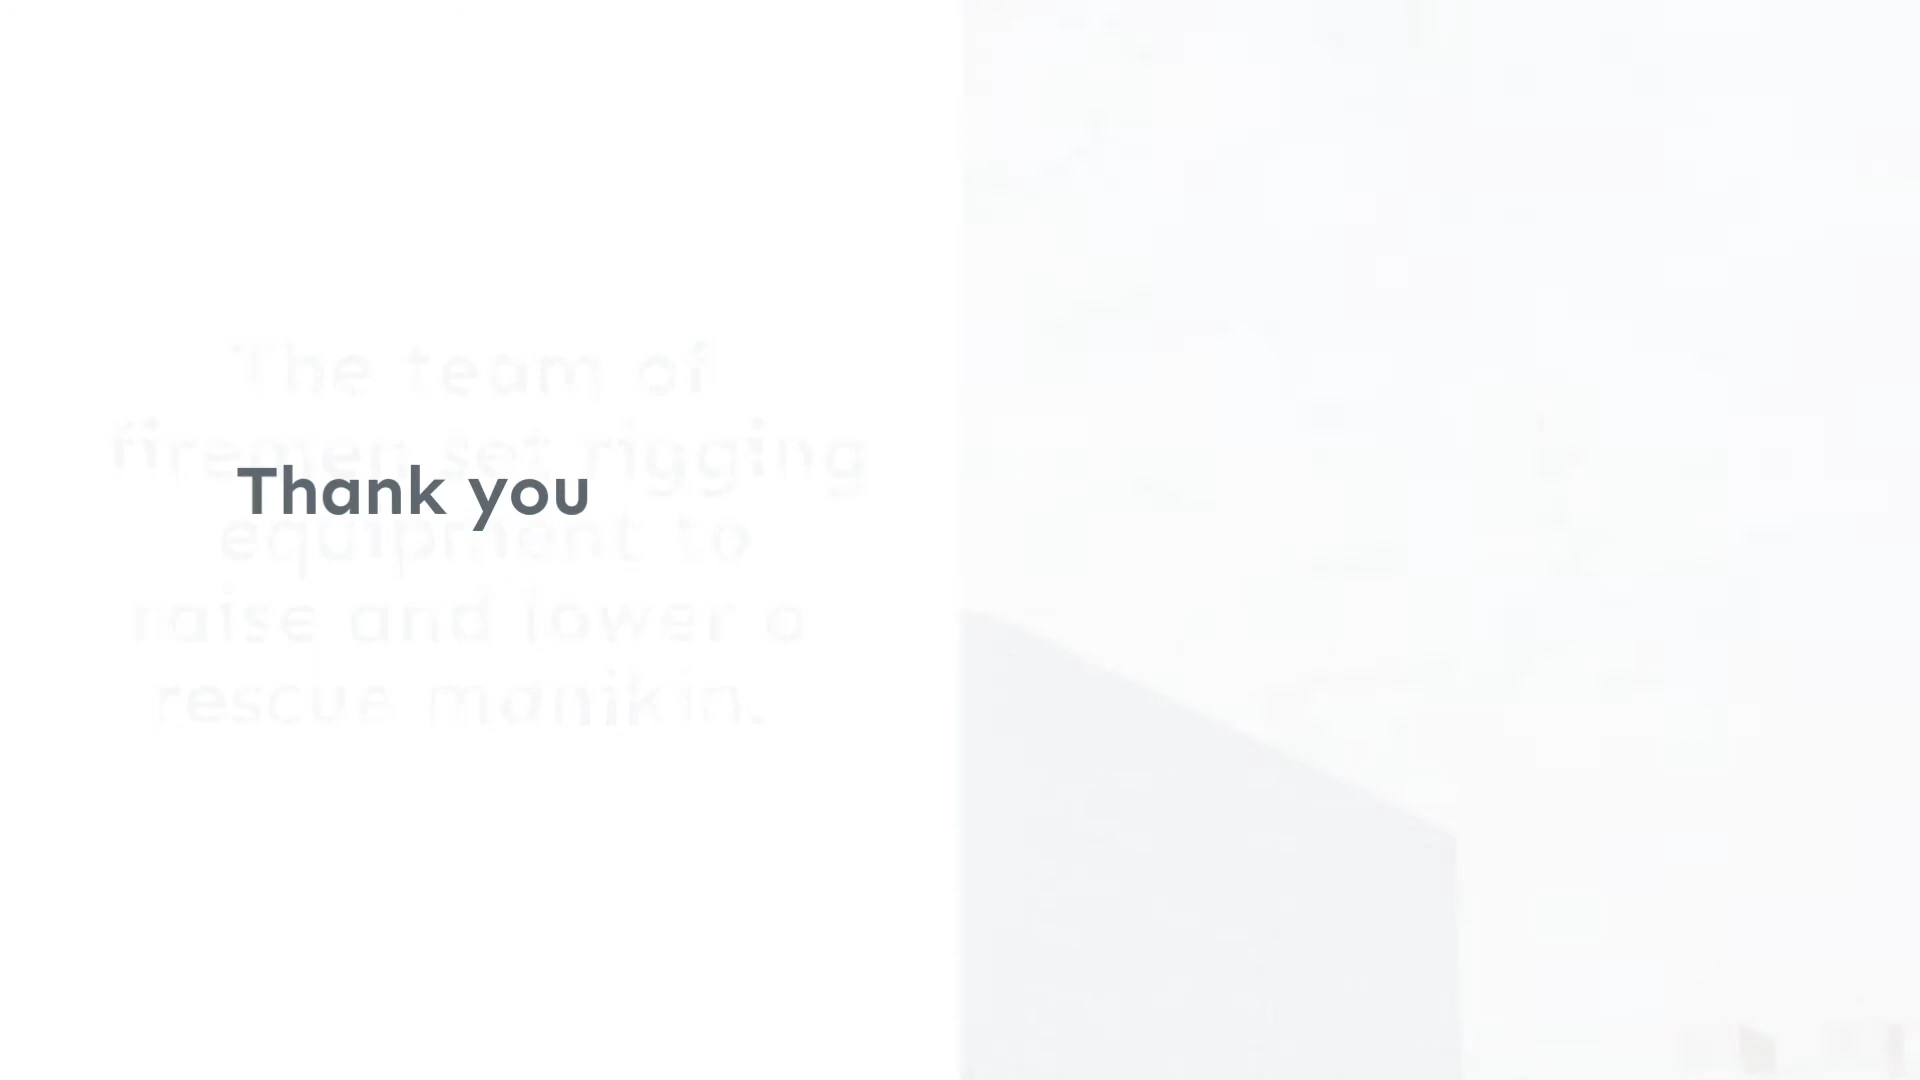 The team of
firemen set rigging
Thank you
equipment to
raise and lower a
rescue manikin.